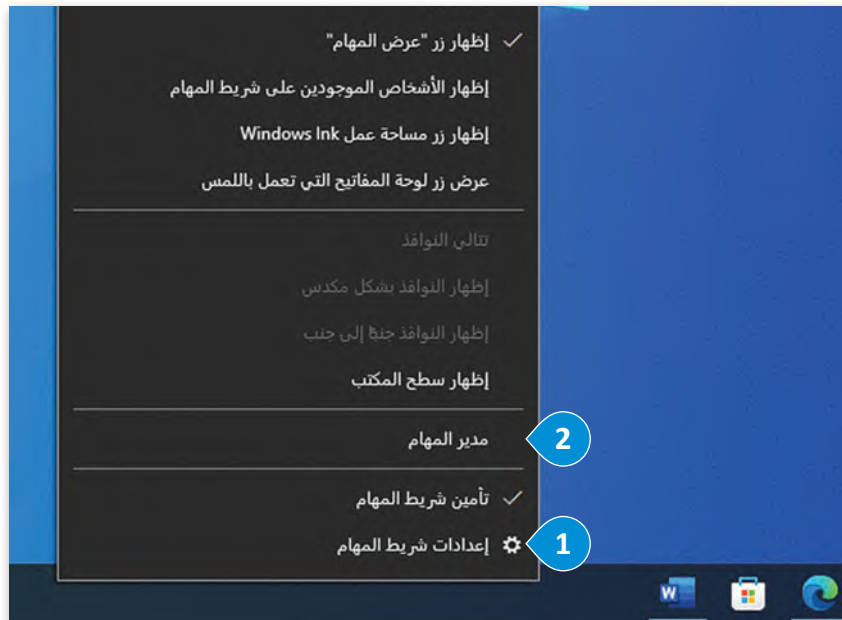 إظهار زر "عرض المهام"
إظهار الأشخاص الموجودين على شريط المهام
إظهار زر مساحة عمل Windows Ink
عرض زر لوحة المفاتيح التي تعمل باللمس
تتالي النوافذ
إظهار النوافذ بشكل مكدس
إظهار النوافذ جنبًا إلى جنب
إظهار سطح المكتب
مدير المهام
2
تأمين شريط المهام
إعدادات شريط المهام
1
W